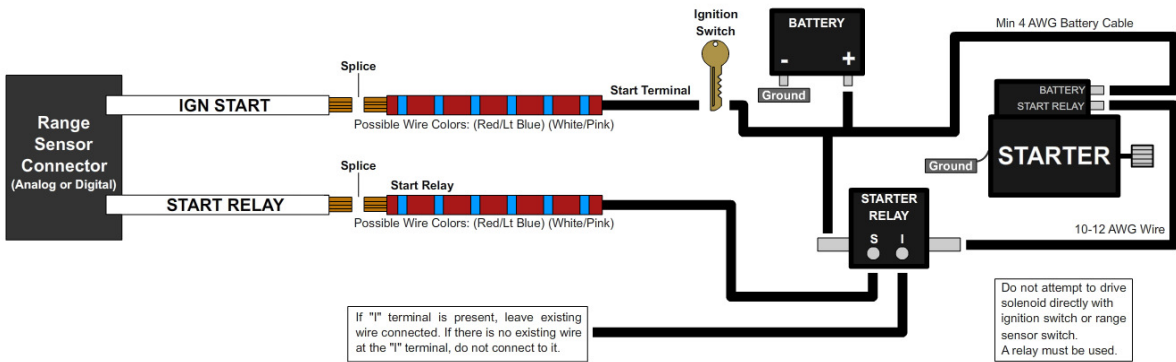 Ignition
Switch
BATTERY
- +
Ground
Min 4 AWG Battery Cable
Splice
IGN START
Start Terminal
Possible Wire Colors: (Red/Lt Blue) (White/Pink)
Range
Sensor
Connector
(Analog or Digital)
BATTERY
START RELAY
STARTER
Ground
Splice
Start Relay
START RELAY
Possible Wire Colors: (Red/Lt Blue) (White/Pink)
STARTER
RELAY
S I
10-12 AWG Wire
If "I" terminal is present, leave existing
wire connected. If there is no existing wire
at the "I" terminal, do not connect to it.
Do not attempt to drive
solenoid directly with
ignition switch or range
sensor switch.
A relay must be used.